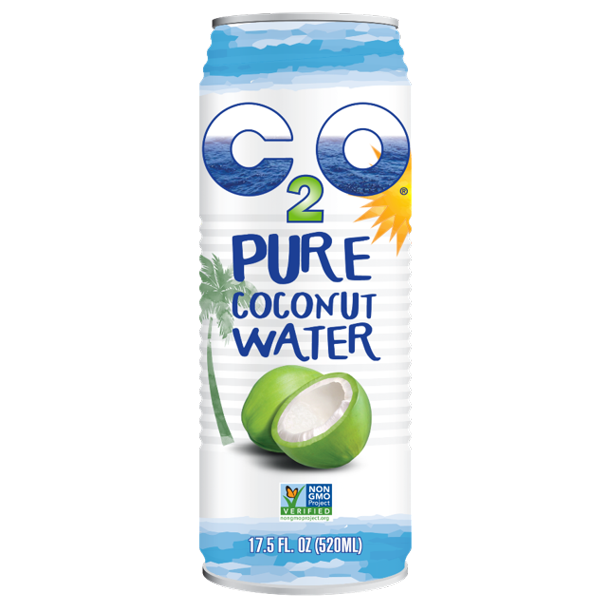 C2O®
PURE
COCONUT
WATER
NON
GMO
Project
VERIFIED
nongmoproject.org
17.5 FL. OZ (520ML)